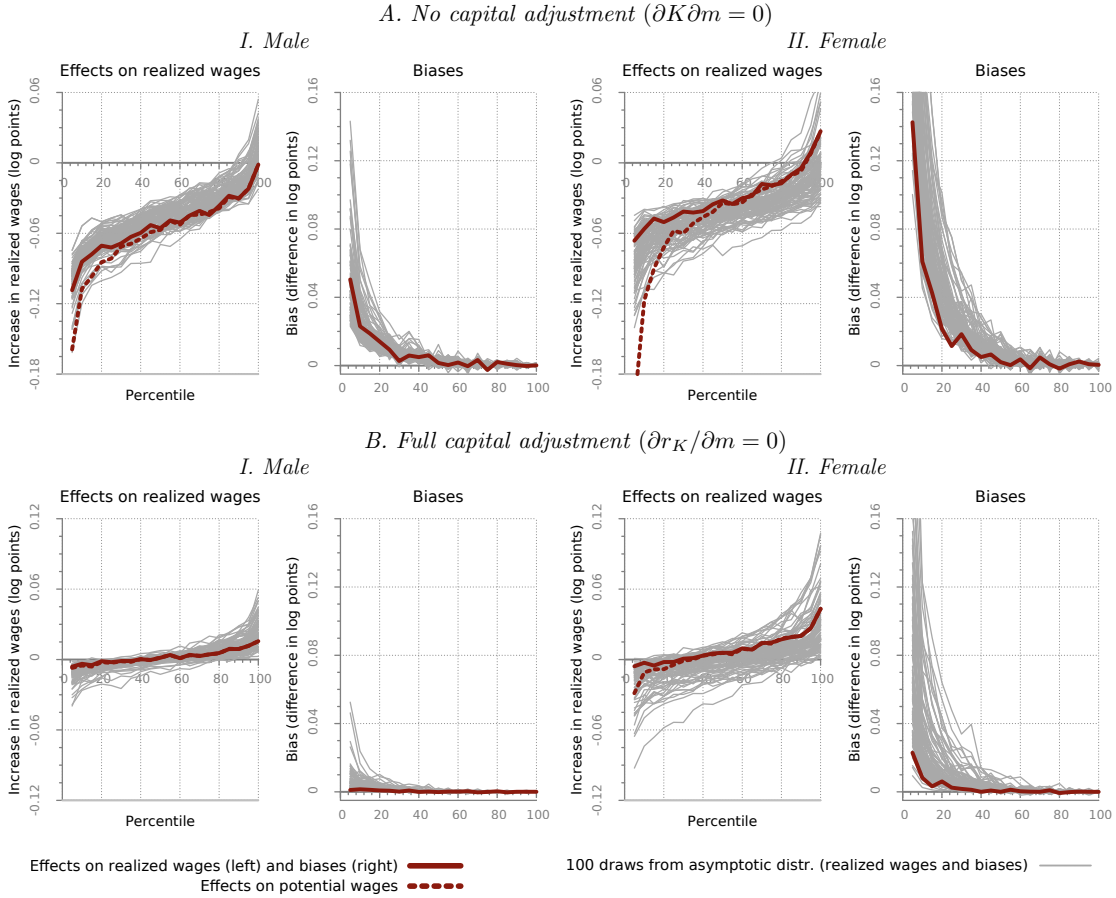 A. No capital adjustment (∂K∂m = 0)
I. Male
II. Female
Effects on realized wages
Biases
Effects on realized wages
Biases
Increase in realized wages (log points)
0.06
0
-0.06
-0.12
-0.18
0 20 40 60 00
Percentile
Bias (difference in log points)
0.16
0.12
0.08
0.04
0
0 20 40 60 80 100
Increase in realized wages (log points)
0.06
0
-0.06
-0.12
-0.18
0 20 40 60 80 00
Percentile
Bias (difference in log points)
0.16
0.12
0.08
0.04
0
0 20 40 60 80 100
B. Full capital adjustment (∂r_K/∂m = 0)
I. Male
II. Female
Effects on realized wages
Biases
Effects on realized wages
Biases
Increase in realized wages (log points)
0.12
0.06
0
-0.06
-0.12
0 20 40 60 80 100
Percentile
Bias (difference in log points)
0.16
0.12
0.08
0.04
0
0 20 40 60 80 100
Increase in realized wages (log points)
0.12
0.06
0
-0.06
-0.12
0 20 40 60 80 100
Percentile
Bias (difference in log points)
0.16
0.12
0.08
0.04
0
0 20 40 60 80 100
Effects on realized wages (left) and biases (right)
Effects on potential wages
100 draws from asymptotic distr. (realized wages and biases)